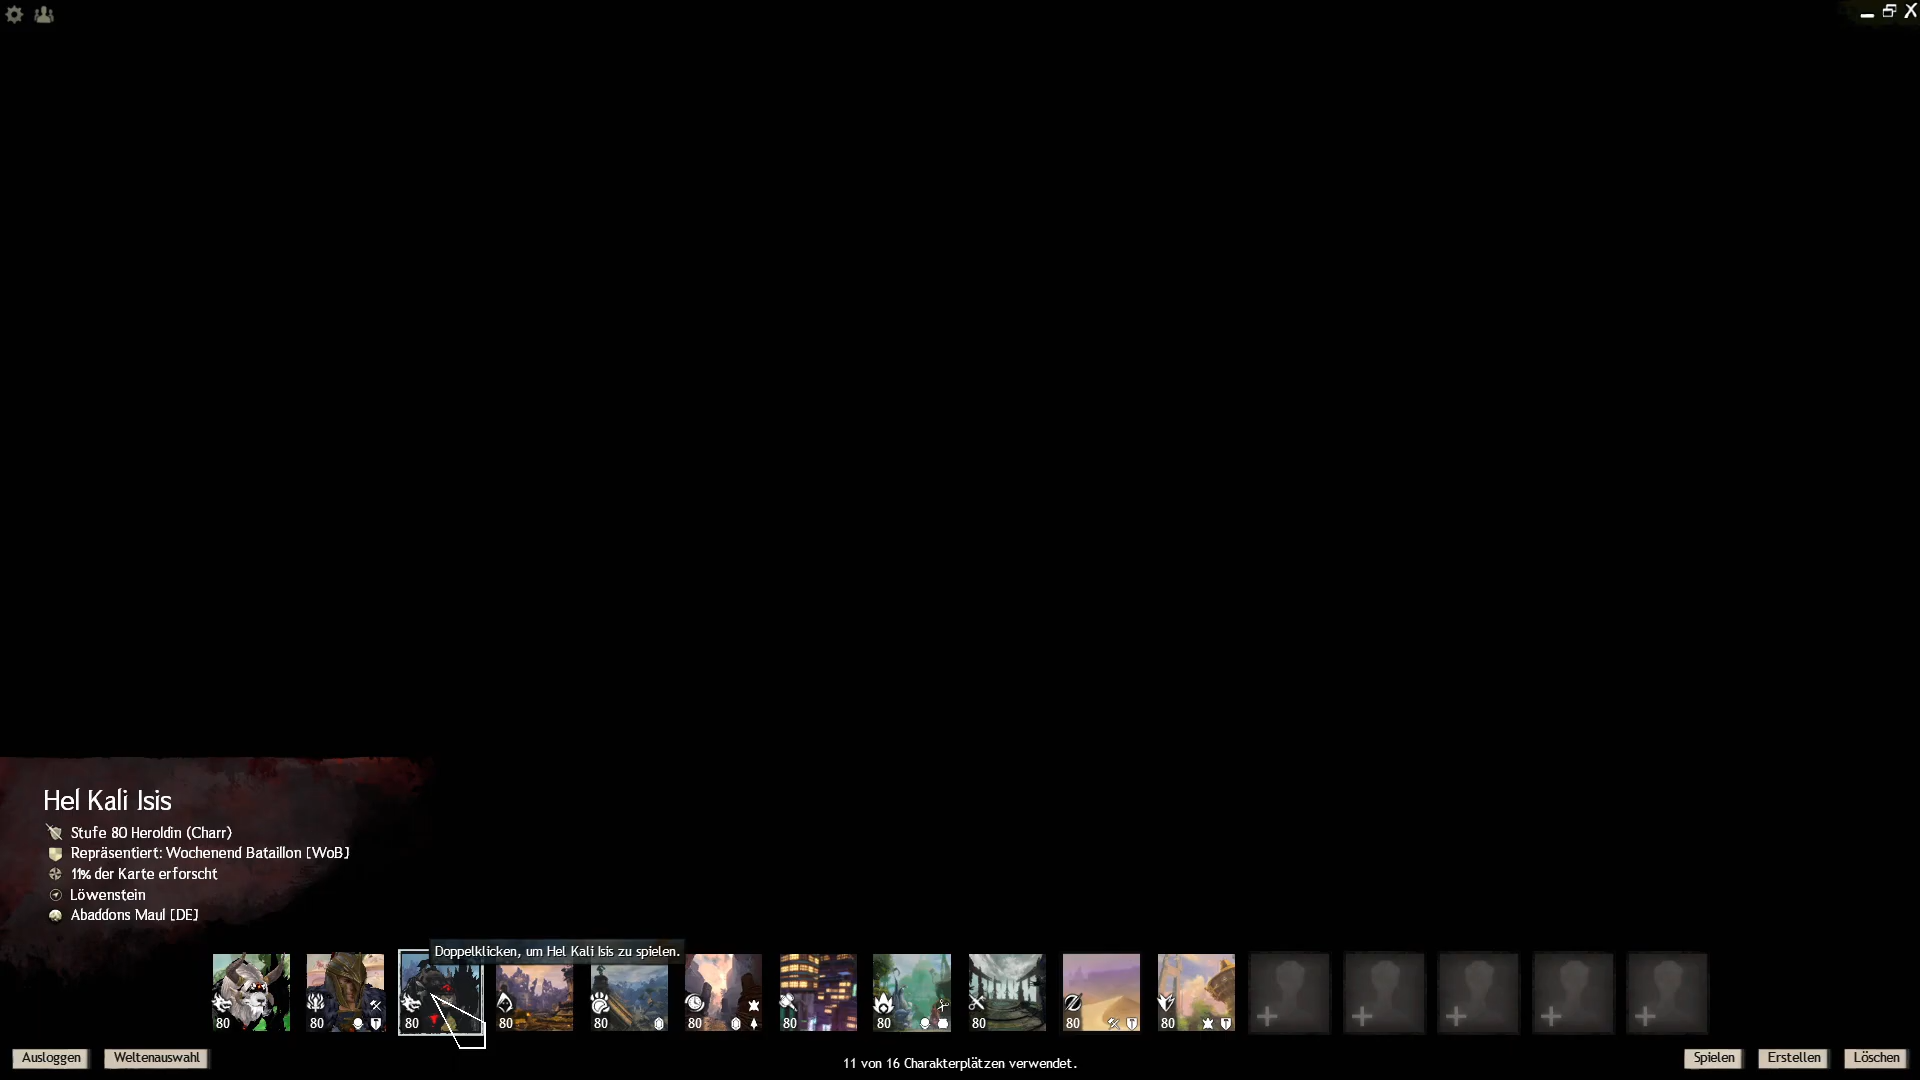 X
Hel Kali Isis
Stufe 80 Heroldin (Charr)
Repräsentiert: Wochenend Bataillon [WoB]
11% der Karte erforscht
Löwenstein
Abaddons Maul [DE]
Doppelklicken, um Hel Kali Isis zu spielen.
80 80 80 80 80 80 80 80 80 80 80
Ausloggen Weltenauswahl 11 von 16 Charakterplätzen verwendet. Spielen Erstellen Löschen